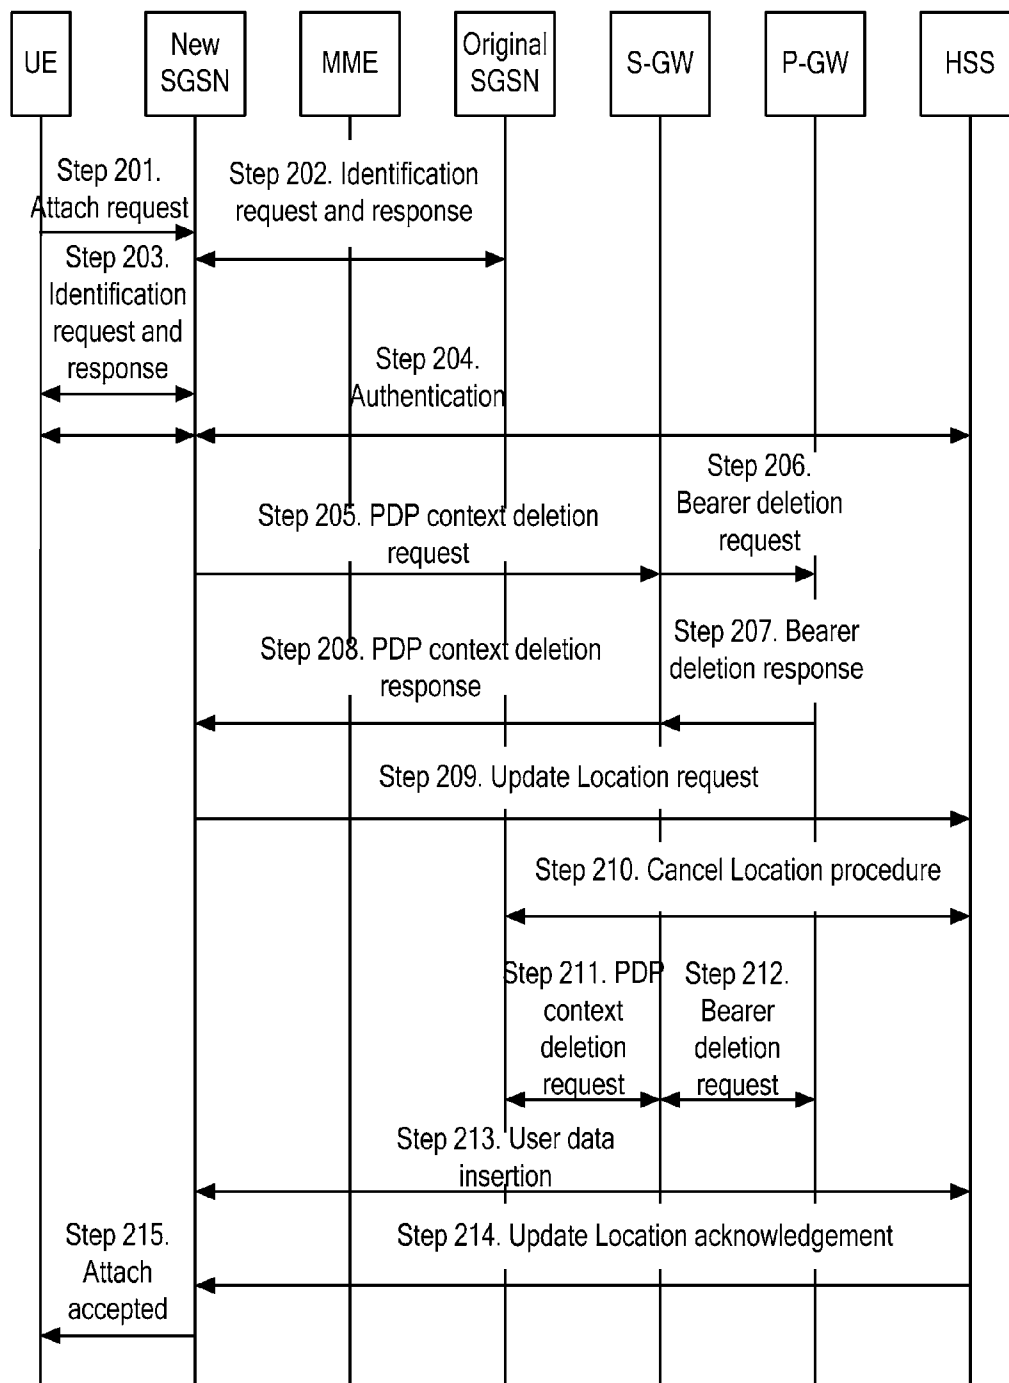 UE
New
SGSN
MME
Original
SGSN
S-GW
P-GW
HSS
Step 201.
Attach request
Step 202. Identification
request and response
Step 203.
Identification
request and
response
Step 204.
Authentication
Step 205. PDP context deletion
request
Step 206.
Bearer deletion
request
Step 207. Bearer
deletion response
Step 208. PDP context deletion
response
Step 209. Update Location request
Step 210. Cancel Location procedure
Step 211. PDP
context
deletion
request
Step 212.
Bearer
deletion
request
Step 213. User data
insertion
Step 214. Update Location acknowledgement
Step 215.
Attach
accepted